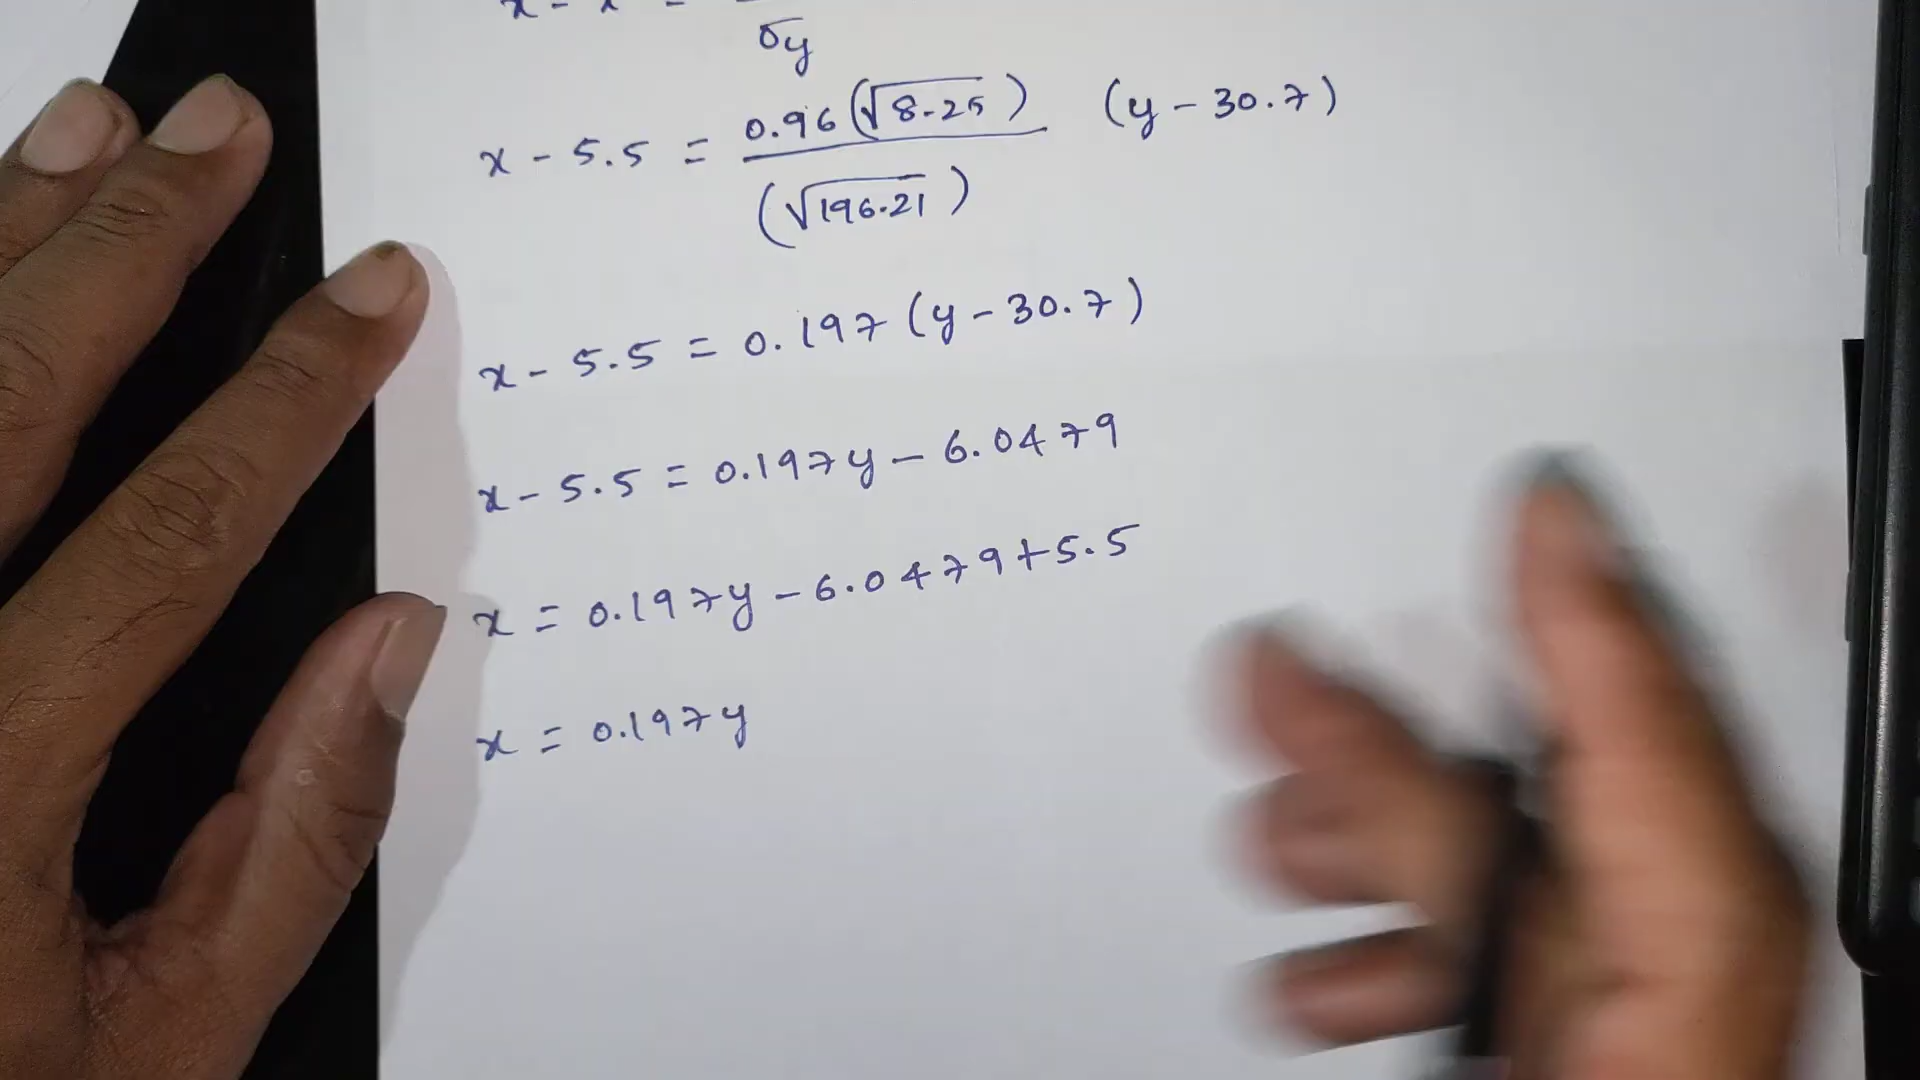 σy
x - 5.5 = 0.96 (√8.25) / (√196.21) (y - 30.7)
x - 5.5 = 0.197 (y - 30.7)
x - 5.5 = 0.197y - 6.0479
x = 0.197y - 6.0479 + 5.5
x = 0.197y